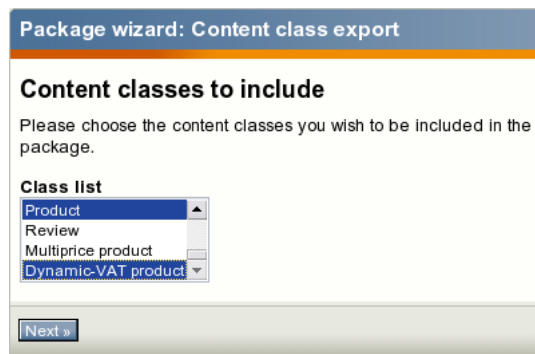 Package wizard: Content class export
Content classes to include
Please choose the content classes you wish to be included in the
package.
Class list
Product
Review
Multiprice product
Dynamic-VAT product
Next »